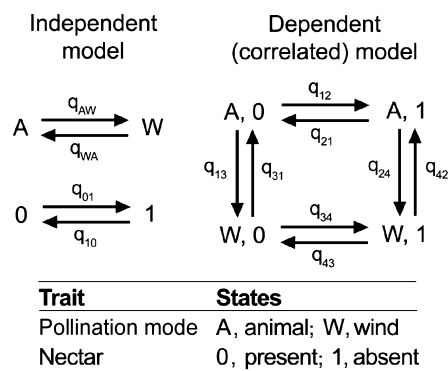 Independent
model
Dependent
(correlated) model
A
q_AW
W
q_WA
0
q_01
1
q_10
A, 0
q_12
A, 1
q_21
q_13
q_31
q_24
q_42
W, 0
q_34
W, 1
q_43
Trait States
Pollination mode A, animal; W, wind
Nectar 0, present; 1, absent